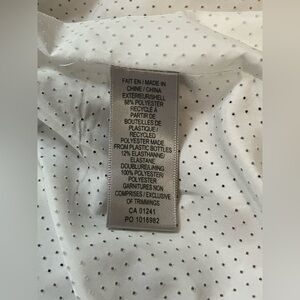 FAIT EN / MADE IN
CHINE / CHINA
EXTERIEUR/SHELL
88% POLYESTER
RECYCLÉ À
PARTIR DE
BOUTEILLES DE
PLASTIQUE /
RECYCLED
POLYESTER MADE
FROM PLASTIC BOTTLES
12% ELASTHANNE/
ELASTANE
DOUBLURE/LINING
100% POLYESTER/
POLYESTER
GARNITURES NON
COMPRISES / EXCLUSIVE
OF TRIMMINGS
CA 01241
PO 1016982